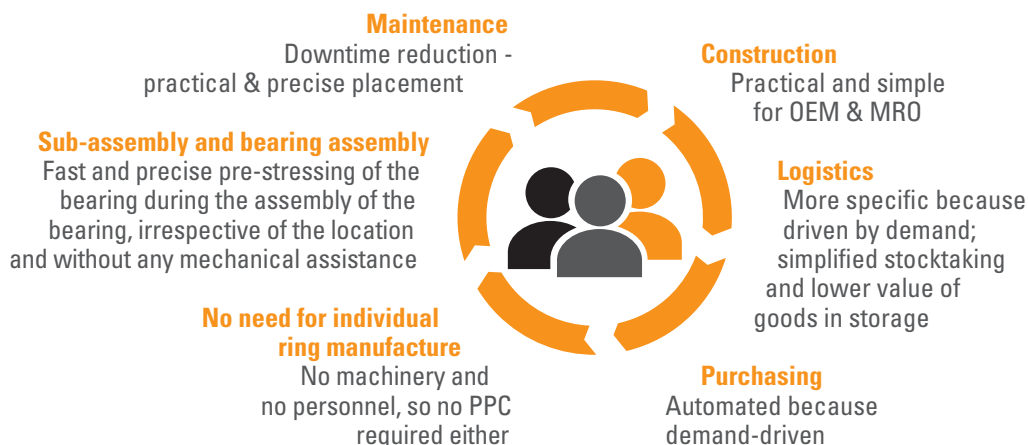 Maintenance
Downtime reduction -
practical & precise placement
Construction
Practical and simple
for OEM & MRO
Sub-assembly and bearing assembly
Fast and precise pre-stressing of the
bearing during the assembly of the
bearing, irrespective of the location
and without any mechanical assistance
Logistics
More specific because
driven by demand;
simplified stocktaking
and lower value of
goods in storage
No need for individual
ring manufacture
No machinery and
no personnel, so no PPC
required either
Purchasing
Automated because
demand-driven